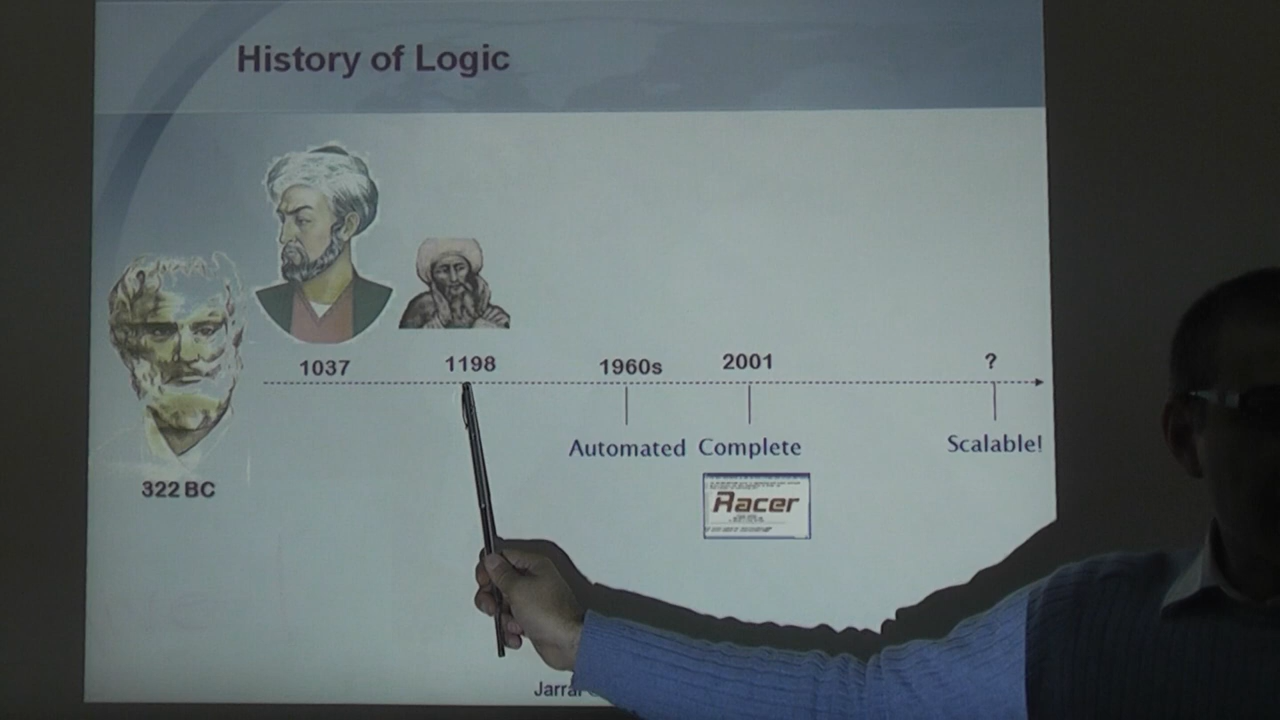 History of Logic
1037
1198
1960s
2001
?
Automated
Complete
Scalable!
322 BC
Racer